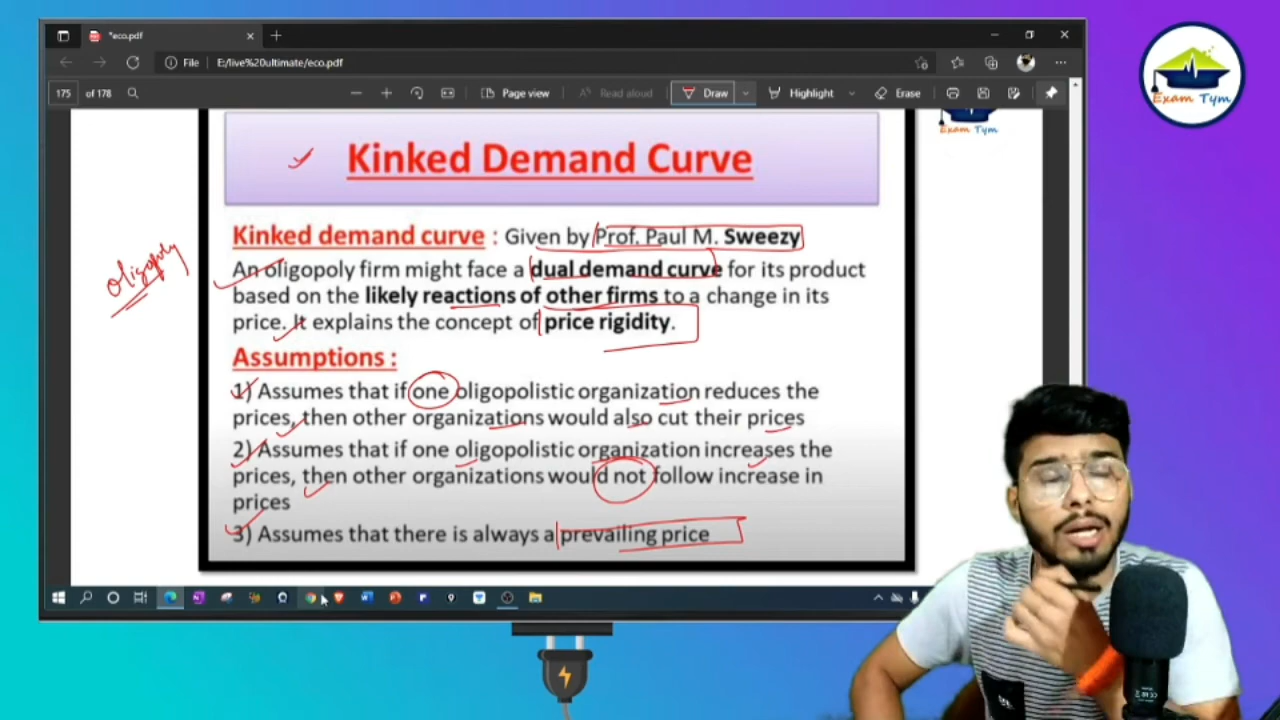 *eco.pdf
File E:/live%20ultimate/eco.pdf
175 of 178 Page view Read aloud Draw Highlight Erase
Exam Tym
Exam Tym
Kinked Demand Curve
Kinked demand curve : Given by Prof. Paul M. Sweezy
oligopoly
An oligopoly firm might face a dual demand curve for its product
based on the likely reactions of other firms to a change in its
price. It explains the concept of price rigidity.
Assumptions :
1) Assumes that if one oligopolistic organization reduces the
prices, then other organizations would also cut their prices
2) Assumes that if one oligopolistic organization increases the
prices, then other organizations would not follow increase in
prices
3) Assumes that there is always a prevailing price